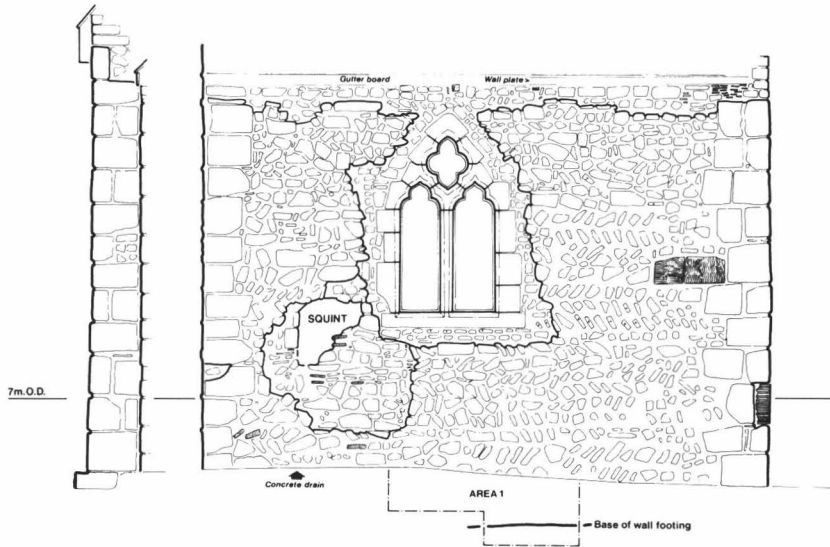 Gutter board
Wall plate >
SQUINT
7m. O.D.
Concrete drain
AREA 1
Base of wall footing